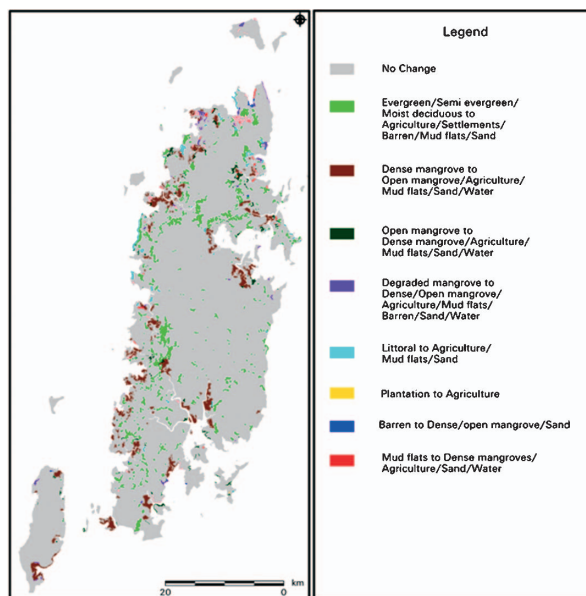 Legend
No Change
Evergreen/Semi evergreen/
Moist deciduous to
Agriculture/Settlements/
Barren/Mud flats/Sand
Dense mangrove to
Open mangrove/Agriculture/
Mud flats/Sand/Water
Open mangrove to
Dense mangrove/Agriculture/
Mud flats/Sand/Water
Degraded mangrove to
Dense/Open mangrove/
Agriculture/Mud flats/
Barren/Sand/Water
Littoral to Agriculture/
Mud flats/Sand
Plantation to Agriculture
Barren to Dense/open mangrove/Sand
Mud flats to Dense mangroves/
Agriculture/Sand/Water
km
20 0